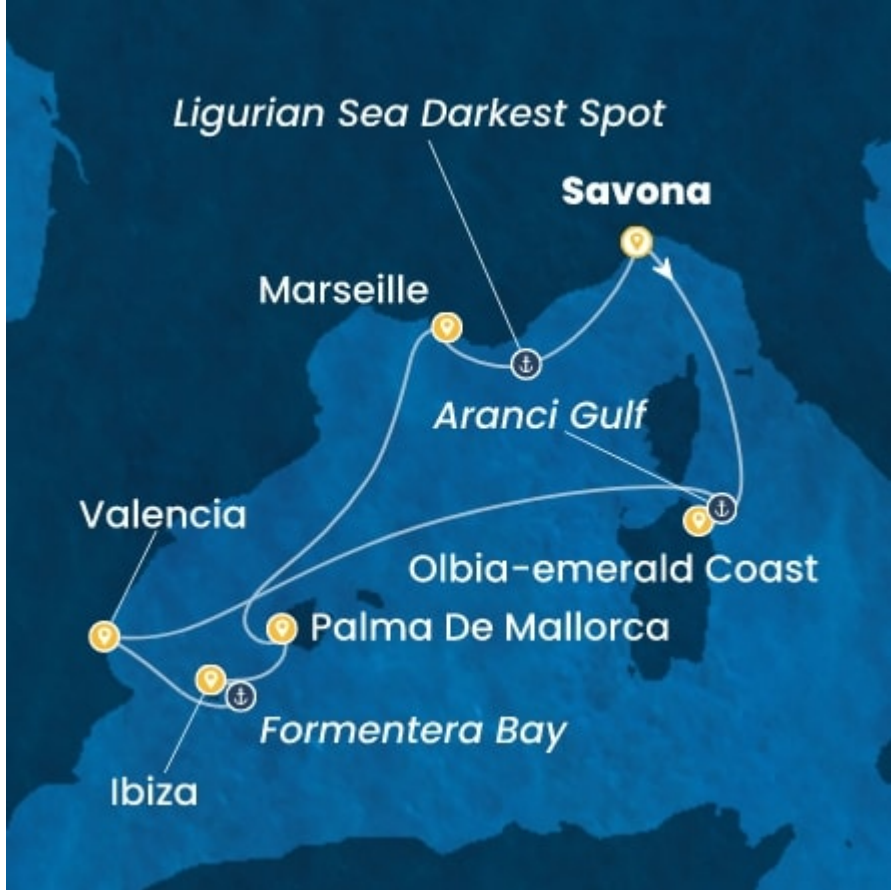 Ligurian Sea Darkest Spot
Savona
Marseille
Aranci Gulf
Valencia
Olbia-emerald Coast
Palma De Mallorca
Formentera Bay
Ibiza